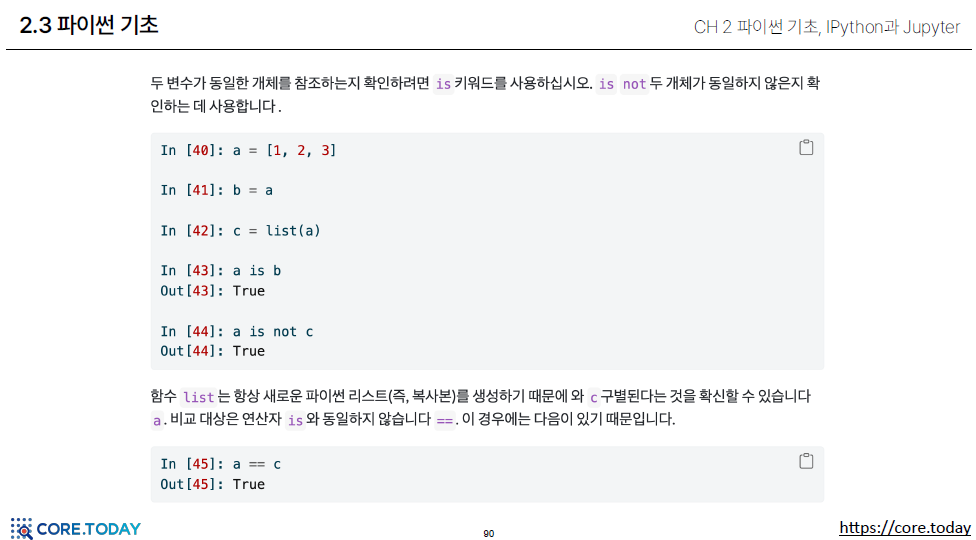 2.3 파이썬 기초
CH 2 파이썬 기초, IPython과 Jupyter
두 변수가 동일한 개체를 참조하는지 확인하려면 is 키워드를 사용하십시오. is not 두 개체가 동일하지 않은지 확
인하는 데 사용합니다.
In [40]: a = [1, 2, 3]
In [41]: b = a
In [42]: c = list(a)
In [43]: a is b
Out[43]: True
In [44]: a is not c
Out[44]: True
함수 list 는 항상 새로운 파이썬 리스트(즉, 복사본)를 생성하기 때문에 와 c 구별된다는 것을 확신할 수 있습니다
a . 비교 대상은 연산자 is 와 동일하지 않습니다 == . 이 경우에는 다음이 있기 때문입니다.
In [45]: a == c
Out[45]: True
CORE.TODAY
90
https://core.today